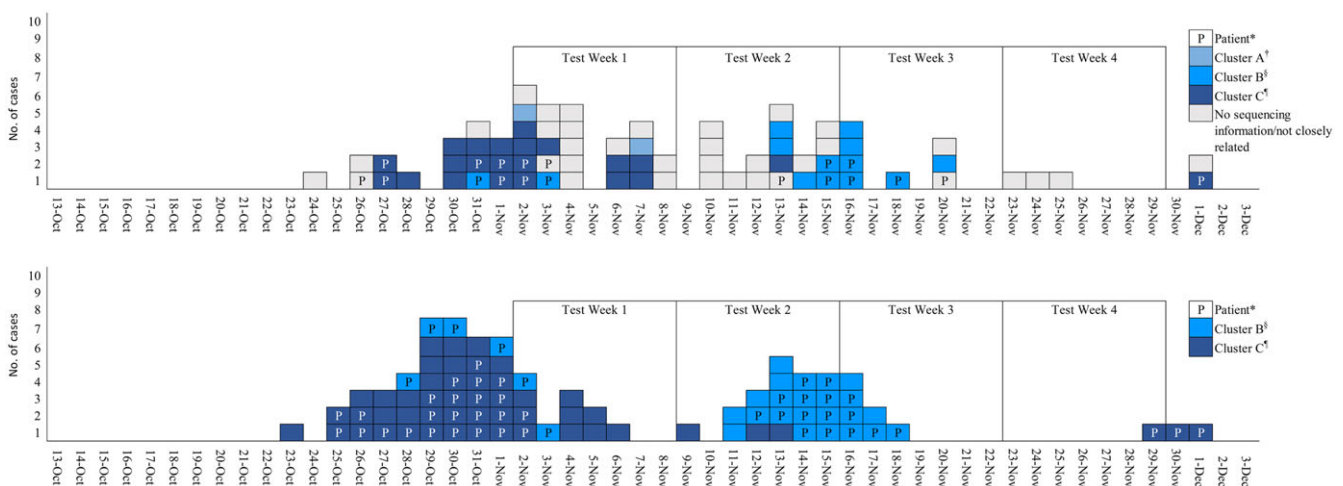 No. of cases
10
9
8
7
6
5
4
3
2
1
Test Week 1
Test Week 2
Test Week 3
Test Week 4
P Patient*
Cluster A†
Cluster B§
Cluster C¶
No sequencing
information/not closely
related
P P P P P P
P P P P P P P P P P P P
13-Oct 14-Oct 15-Oct 16-Oct 17-Oct 18-Oct 19-Oct 20-Oct 21-Oct 22-Oct 23-Oct 24-Oct 25-Oct 26-Oct 27-Oct 28-Oct 29-Oct 30-Oct 31-Oct 1-Nov 2-Nov 3-Nov 4-Nov 5-Nov 6-Nov 7-Nov 8-Nov 9-Nov 10-Nov 11-Nov 12-Nov 13-Nov 14-Nov 15-Nov 16-Nov 17-Nov 18-Nov 19-Nov 20-Nov 21-Nov 22-Nov 23-Nov 24-Nov 25-Nov 26-Nov 27-Nov 28-Nov 29-Nov 30-Nov 1-Dec 2-Dec 3-Dec
No. of cases
10
9
8
7
6
5
4
3
2
1
Test Week 1
Test Week 2
Test Week 3
Test Week 4
P Patient*
Cluster B§
Cluster C¶
P P
P
P
P P P P P P P
P P P P P P P
P P P P P P P P P P P
P P P P P P P P P P P P P P P P P P
13-Oct 14-Oct 15-Oct 16-Oct 17-Oct 18-Oct 19-Oct 20-Oct 21-Oct 22-Oct 23-Oct 24-Oct 25-Oct 26-Oct 27-Oct 28-Oct 29-Oct 30-Oct 31-Oct 1-Nov 2-Nov 3-Nov 4-Nov 5-Nov 6-Nov 7-Nov 8-Nov 9-Nov 10-Nov 11-Nov 12-Nov 13-Nov 14-Nov 15-Nov 16-Nov 17-Nov 18-Nov 19-Nov 20-Nov 21-Nov 22-Nov 23-Nov 24-Nov 25-Nov 26-Nov 27-Nov 28-Nov 29-Nov 30-Nov 1-Dec 2-Dec 3-Dec